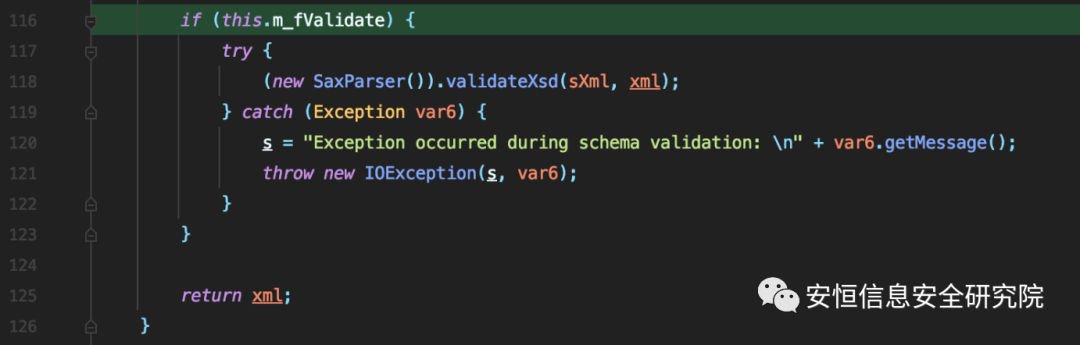 116 if (this.m_fValidate) {
117 try {
118 (new SaxParser()).validateXsd(sXml, xml);
119 } catch (Exception var6) {
120 s = "Exception occurred during schema validation: \n" + var6.getMessage();
121 throw new IOException(s, var6);
122 }
123 }
124
125 return xml;
126 }
安恒信息安全研究院